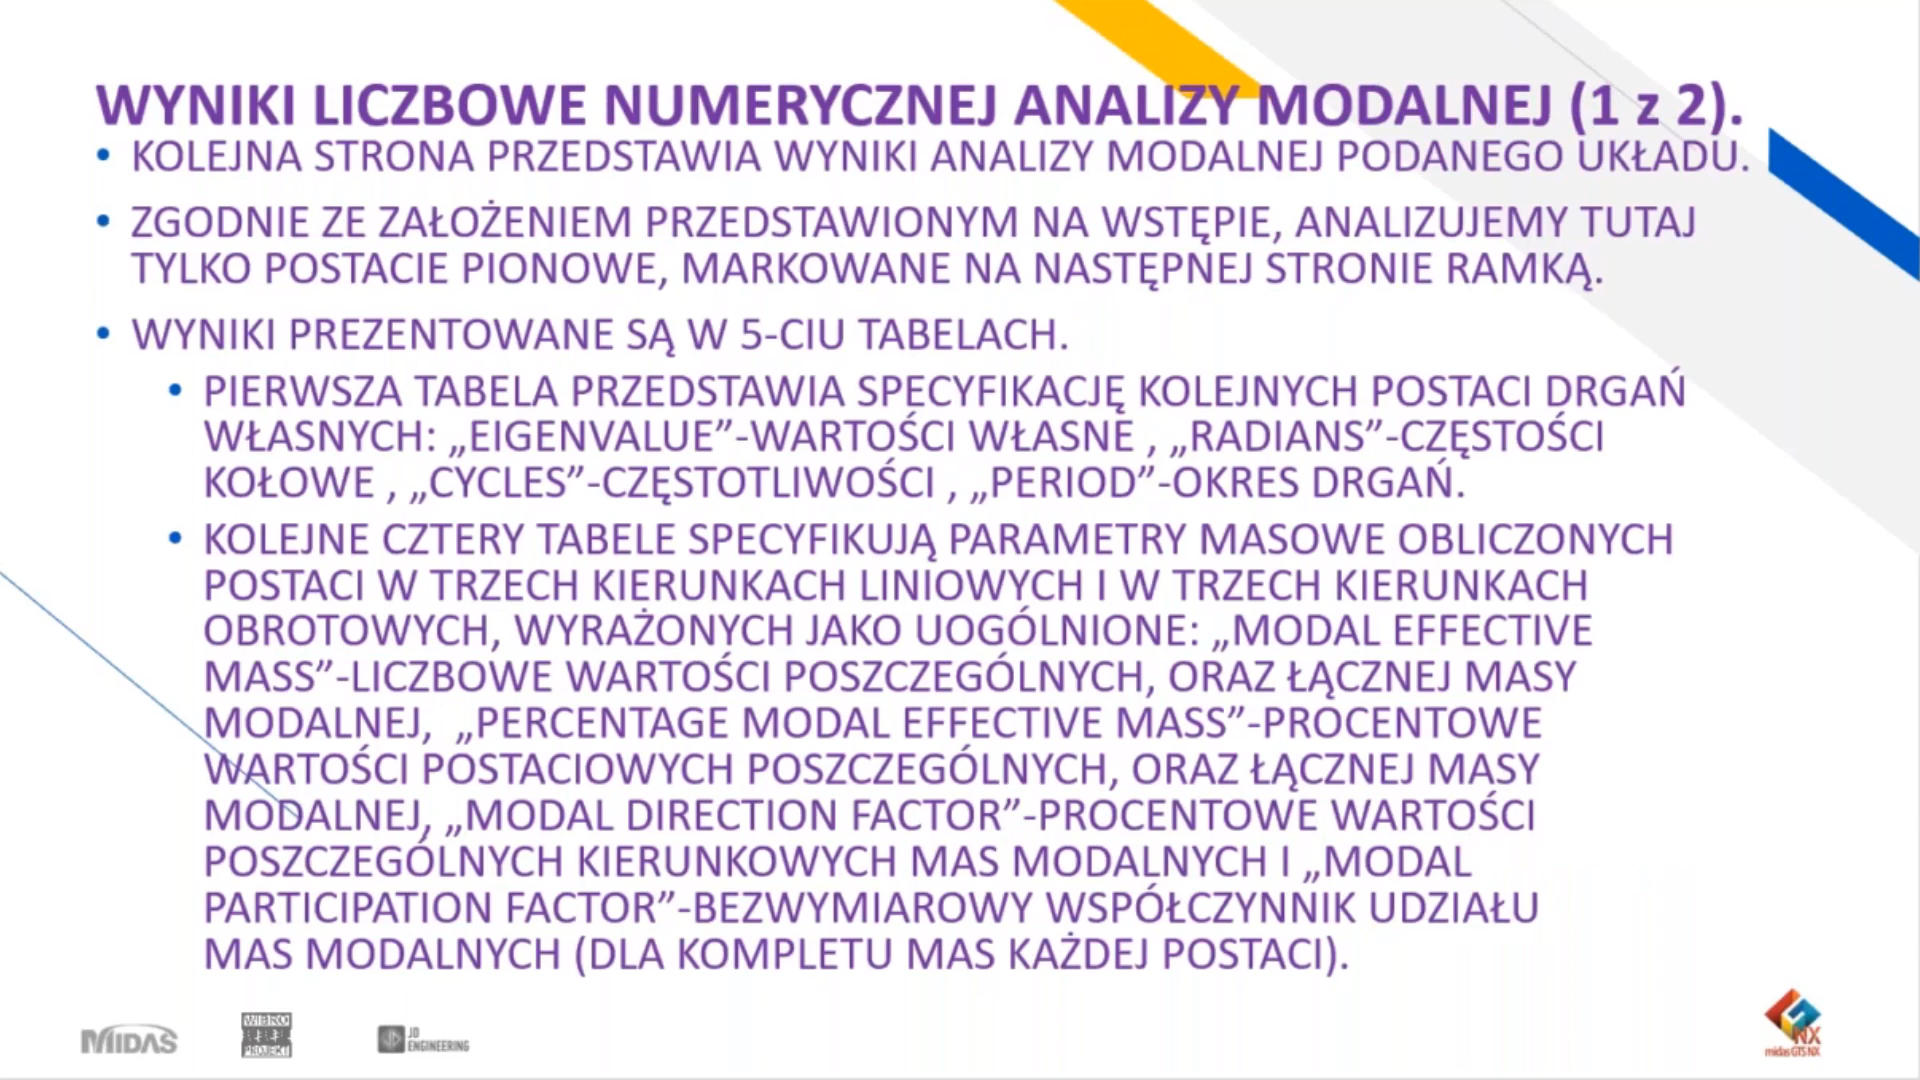 WYNIKI LICZBOWE NUMERYCZNEJ ANALIZY MODALNEJ (1 z 2).
• KOLEJNA STRONA PRZEDSTAWIA WYNIKI ANALIZY MODALNEJ PODANEGO UKŁADU.
• ZGODNIE ZE ZAŁOŻENIEM PRZEDSTAWIONYM NA WSTĘPIE, ANALIZUJEMY TUTAJ
TYLKO POSTACIE PIONOWE, MARKOWANE NA NASTĘPNEJ STRONIE RAMKĄ.
• WYNIKI PREZENTOWANE SĄ W 5-CIU TABELACH.
• PIERWSZA TABELA PRZEDSTAWIA SPECYFIKACJĘ KOLEJNYCH POSTACI DRGAŃ
WŁASNYCH: „EIGENVALUE”-WARTOŚCI WŁASNE , „RADIANS”-CZĘSTOŚCI
KOŁOWE , „CYCLES”-CZĘSTOTLIWOŚCI , „PERIOD”-OKRES DRGAŃ.
• KOLEJNE CZTERY TABELE SPECYFIKUJĄ PARAMETRY MASOWE OBLICZONYCH
POSTACI W TRZECH KIERUNKACH LINIOWYCH I W TRZECH KIERUNKACH
OBROTOWYCH, WYRAŻONYCH JAKO UOGÓLNIONE: „MODAL EFFECTIVE
MASS”-LICZBOWE WARTOŚCI POSZCZEGÓLNYCH, ORAZ ŁĄCZNEJ MASY
MODALNEJ, „PERCENTAGE MODAL EFFECTIVE MASS”-PROCENTOWE
WARTOŚCI POSTACIOWYCH POSZCZEGÓLNYCH, ORAZ ŁĄCZNEJ MASY
MODALNEJ, „MODAL DIRECTION FACTOR”-PROCENTOWE WARTOŚCI
POSZCZEGÓLNYCH KIERUNKOWYCH MAS MODALNYCH I „MODAL
PARTICIPATION FACTOR”-BEZWYMIAROWY WSPÓŁCZYNNIK UDZIAŁU
MAS MODALNYCH (DLA KOMPLETU MAS KAŻDEJ POSTACI).
MIDAS
WIBRO
PROJEKT
JD
ENGINEERING
NX
midas GTS NX